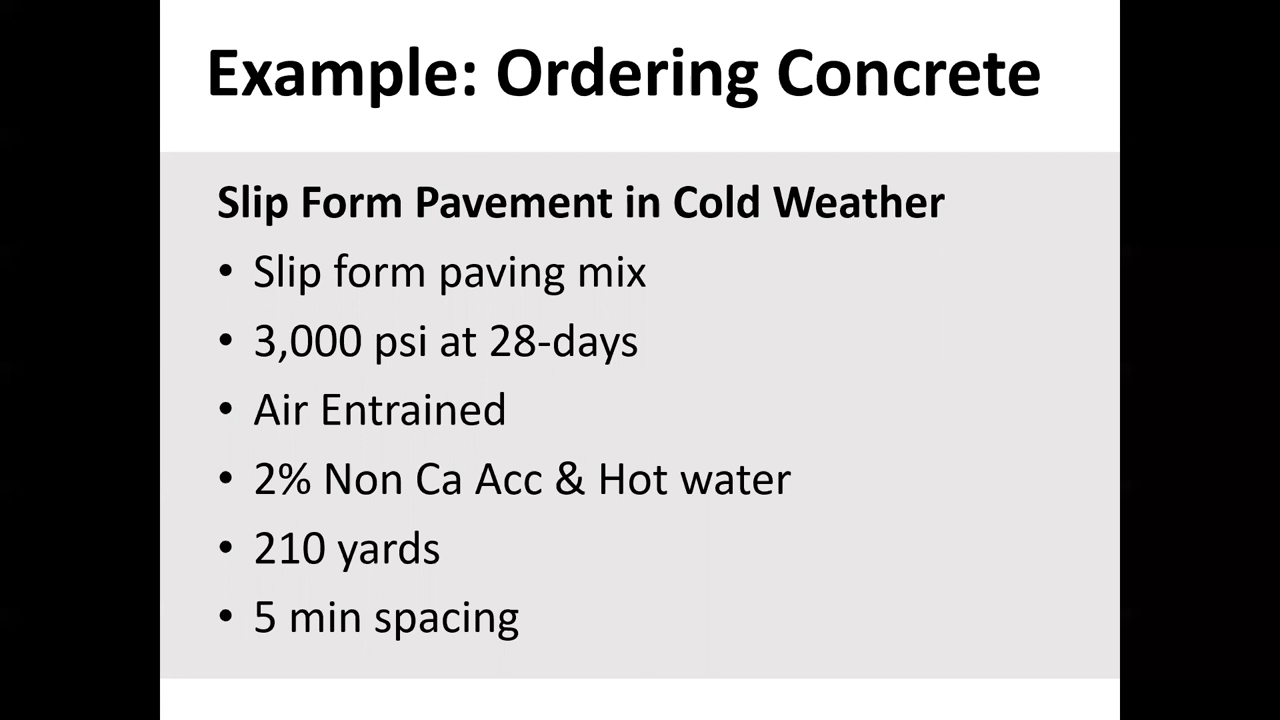 Example: Ordering Concrete
Slip Form Pavement in Cold Weather
• Slip form paving mix
• 3,000 psi at 28-days
• Air Entrained
• 2% Non Ca Acc & Hot water
• 210 yards
• 5 min spacing